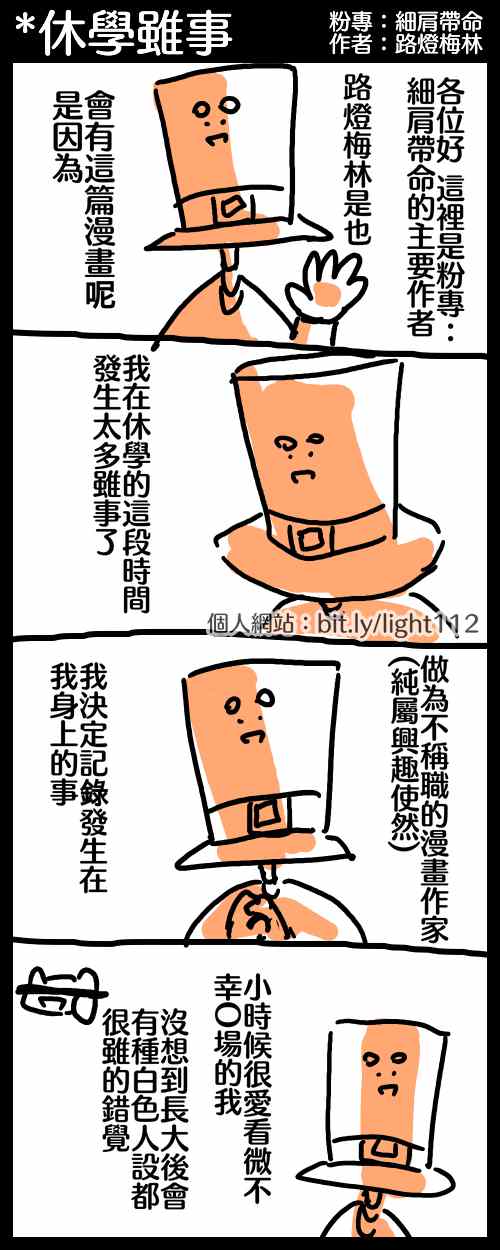 *休學雖事
粉專：細肩帶命
作者：路燈梅林
各位好 這裡是粉專：
細肩帶命的主要作者
路燈梅林是也
會有這篇漫畫呢
是因為
我在休學的這段時間
發生太多雖事了
個人網站：bit.ly/light112
做為不稱職的漫畫作家
(純屬興趣使然)
我決定記錄發生在
我身上的事
小時候很愛看微不
幸〇場的我
沒想到長大後會
有種白色人設都
很雖的錯覺